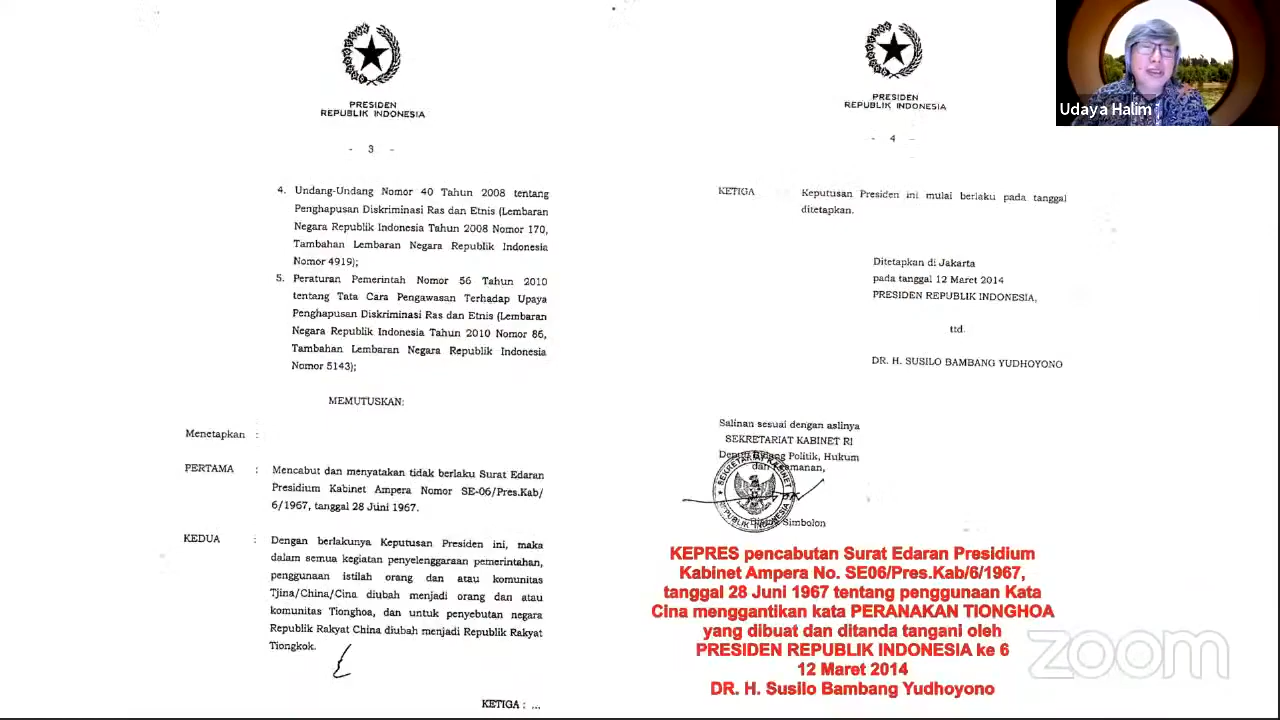 PRESIDEN
REPUBLIK INDONESIA
- 3 -
4. Undang-Undang Nomor 40 Tahun 2008 tentang
Penghapusan Diskriminasi Ras dan Etnis (Lembaran
Negara Republik Indonesia Tahun 2008 Nomor 170,
Tambahan Lembaran Negara Republik Indonesia
Nomor 4919);
5. Peraturan Pemerintah Nomor 56 Tahun 2010
tentang Tata Cara Pengawasan Terhadap Upaya
Penghapusan Diskriminasi Ras dan Etnis (Lembaran
Negara Republik Indonesia Tahun 2010 Nomor 86,
Tambahan Lembaran Negara Republik Indonesia
Nomor 5143);
MEMUTUSKAN:
Menetapkan :
PERTAMA : Mencabut dan menyatakan tidak berlaku Surat Edaran
Presidium Kabinet Ampera Nomor SE-06/Pres.Kab/
6/1967, tanggal 28 Juni 1967.
KEDUA : Dengan berlakunya Keputusan Presiden ini, maka
dalam semua kegiatan penyelenggaraan pemerintahan,
penggunaan istilah orang dan atau komunitas
Tjina/China/Cina diubah menjadi orang dan atau
komunitas Tionghoa, dan untuk penyebutan negara
Republik Rakyat China diubah menjadi Republik Rakyat
Tiongkok.
KETIGA : ...
PRESIDEN
REPUBLIK INDONESIA
- 4 -
KETIGA Keputusan Presiden ini mulai berlaku pada tanggal
ditetapkan.
Ditetapkan di Jakarta
pada tanggal 12 Maret 2014
PRESIDEN REPUBLIK INDONESIA,
ttd.
DR. H. SUSILO BAMBANG YUDHOYONO
Salinan sesuai dengan aslinya
SEKRETARIAT KABINET RI
Deputi Bidang Politik, Hukum
dan Keamanan,
SEKRETARIAT KABINET
REPUBLIK INDONESIA
Simbolon
KEPRES pencabutan Surat Edaran Presidium
Kabinet Ampera No. SE06/Pres.Kab/6/1967,
tanggal 28 Juni 1967 tentang penggunaan Kata
Cina menggantikan kata PERANAKAN TIONGHOA
yang dibuat dan ditanda tangani oleh
PRESIDEN REPUBLIK INDONESIA ke 6
12 Maret 2014
DR. H. Susilo Bambang Yudhoyono
Udaya Halim
zoom